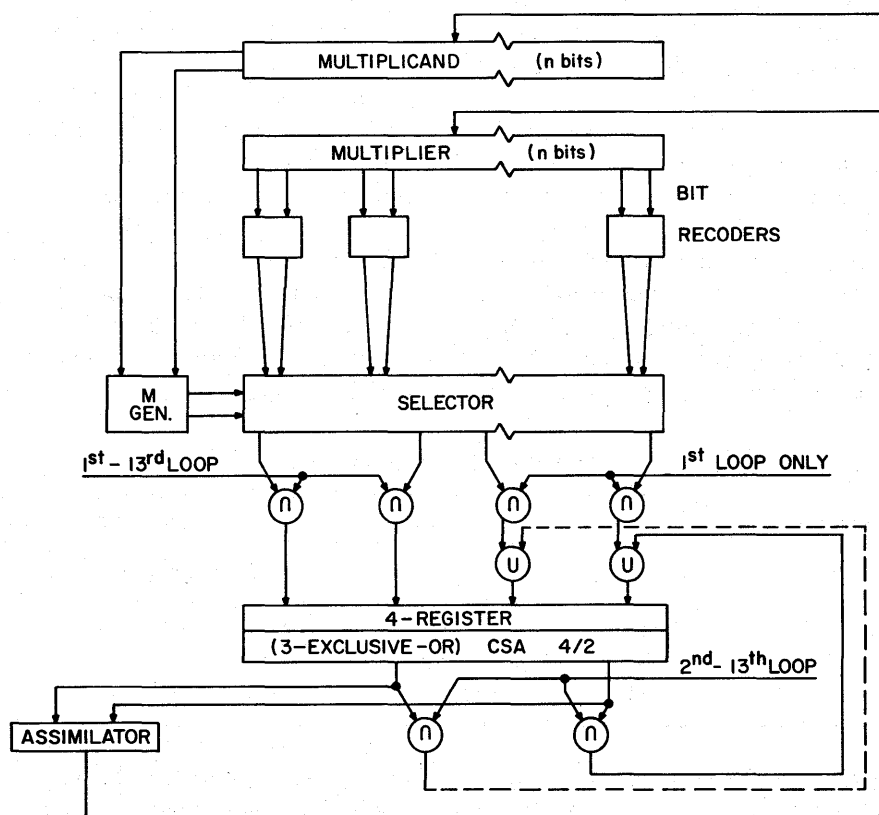 MULTIPLICAND (n bits)
MULTIPLIER (n bits)
BIT
RECODERS
M
GEN.
SELECTOR
1st - 13rd LOOP
1st LOOP ONLY
∩ ∩ ∩ ∩
U U
4-REGISTER
(3-EXCLUSIVE-OR) CSA 4/2
2nd - 13th LOOP
ASSIMILATOR
∩ ∩